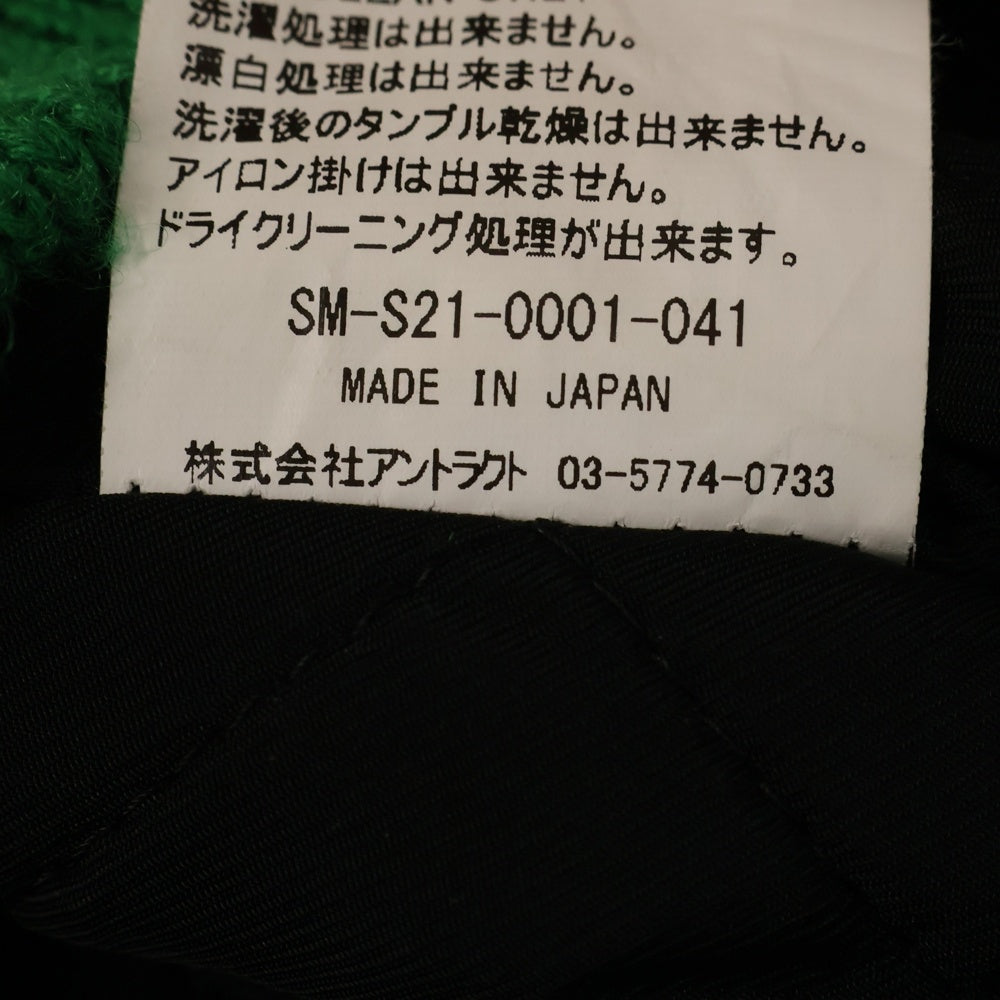 洗濯処理は出来ません。
漂白処理は出来ません。
洗濯後のタンブル乾燥は出来ません。
アイロン掛けは出来ません。
ドライクリーニング処理が出来ます。
SM-S21-0001-041
MADE IN JAPAN
株式会社アントラクト 03-5774-0733